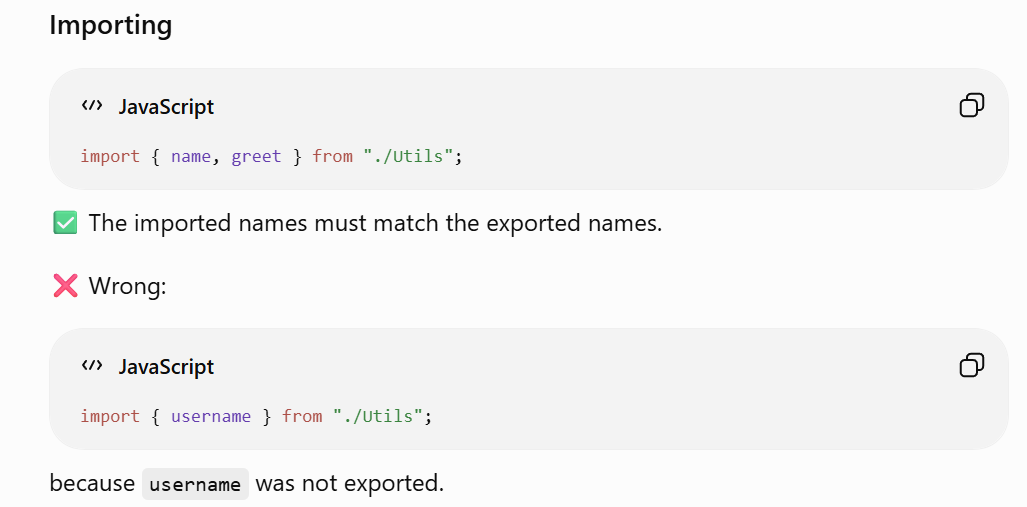 Importing
JavaScript
import { name, greet } from "./Utils";
✅ The imported names must match the exported names.
❌ Wrong:
JavaScript
import { username } from "./Utils";
because username was not exported.